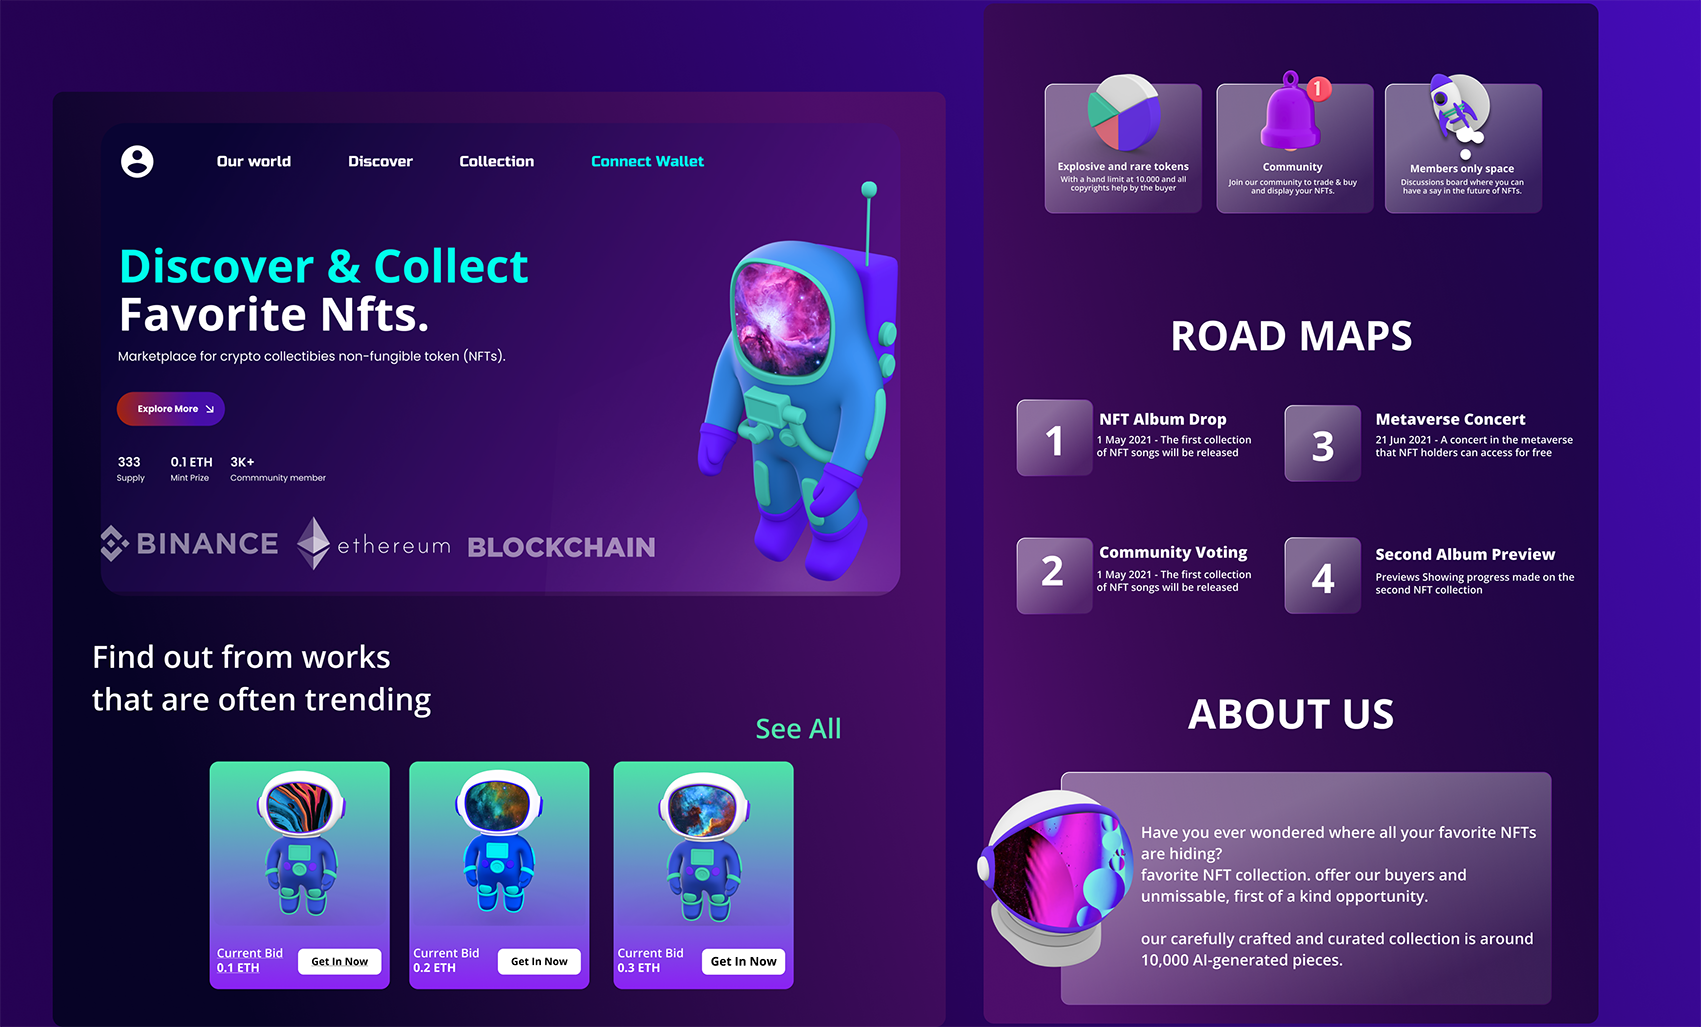 Our world
Discover
Collection
Connect Wallet
Discover & Collect
Favorite Nfts.
Marketplace for crypto collectibies non-fungible token (NFTs).
Explore More
333
0.1 ETH
3K+
Supply
Mint Prize
Commmunity member
BINANCE
ethereum
BLOCKCHAIN
Find out from works
that are often trending
See All
Current Bid
0.1 ETH
Get In Now
Current Bid
0.2 ETH
Get In Now
Current Bid
0.3 ETH
Get In Now
Explosive and rare tokens
With a hand limit at 10.000 and all
copyrights help by the buyer
1
Community
Join our community to trade & buy
and display your NFTs.
Members only space
Discussions board where you can
have a say in the future of NFTs.
ROAD MAPS
1
NFT Album Drop
1 May 2021 - The first collection
of NFT songs will be released
3
Metaverse Concert
21 Jun 2021 - A concert in the metaverse
that NFT holders can access for free
2
Community Voting
1 May 2021 - The first collection
of NFT songs will be released
4
Second Album Preview
Previews Showing progress made on the
second NFT collection
ABOUT US
Have you ever wondered where all your favorite NFTs
are hiding?
favorite NFT collection. offer our buyers and
unmissable, first of a kind opportunity.
our carefully crafted and curated collection is around
10,000 AI-generated pieces.